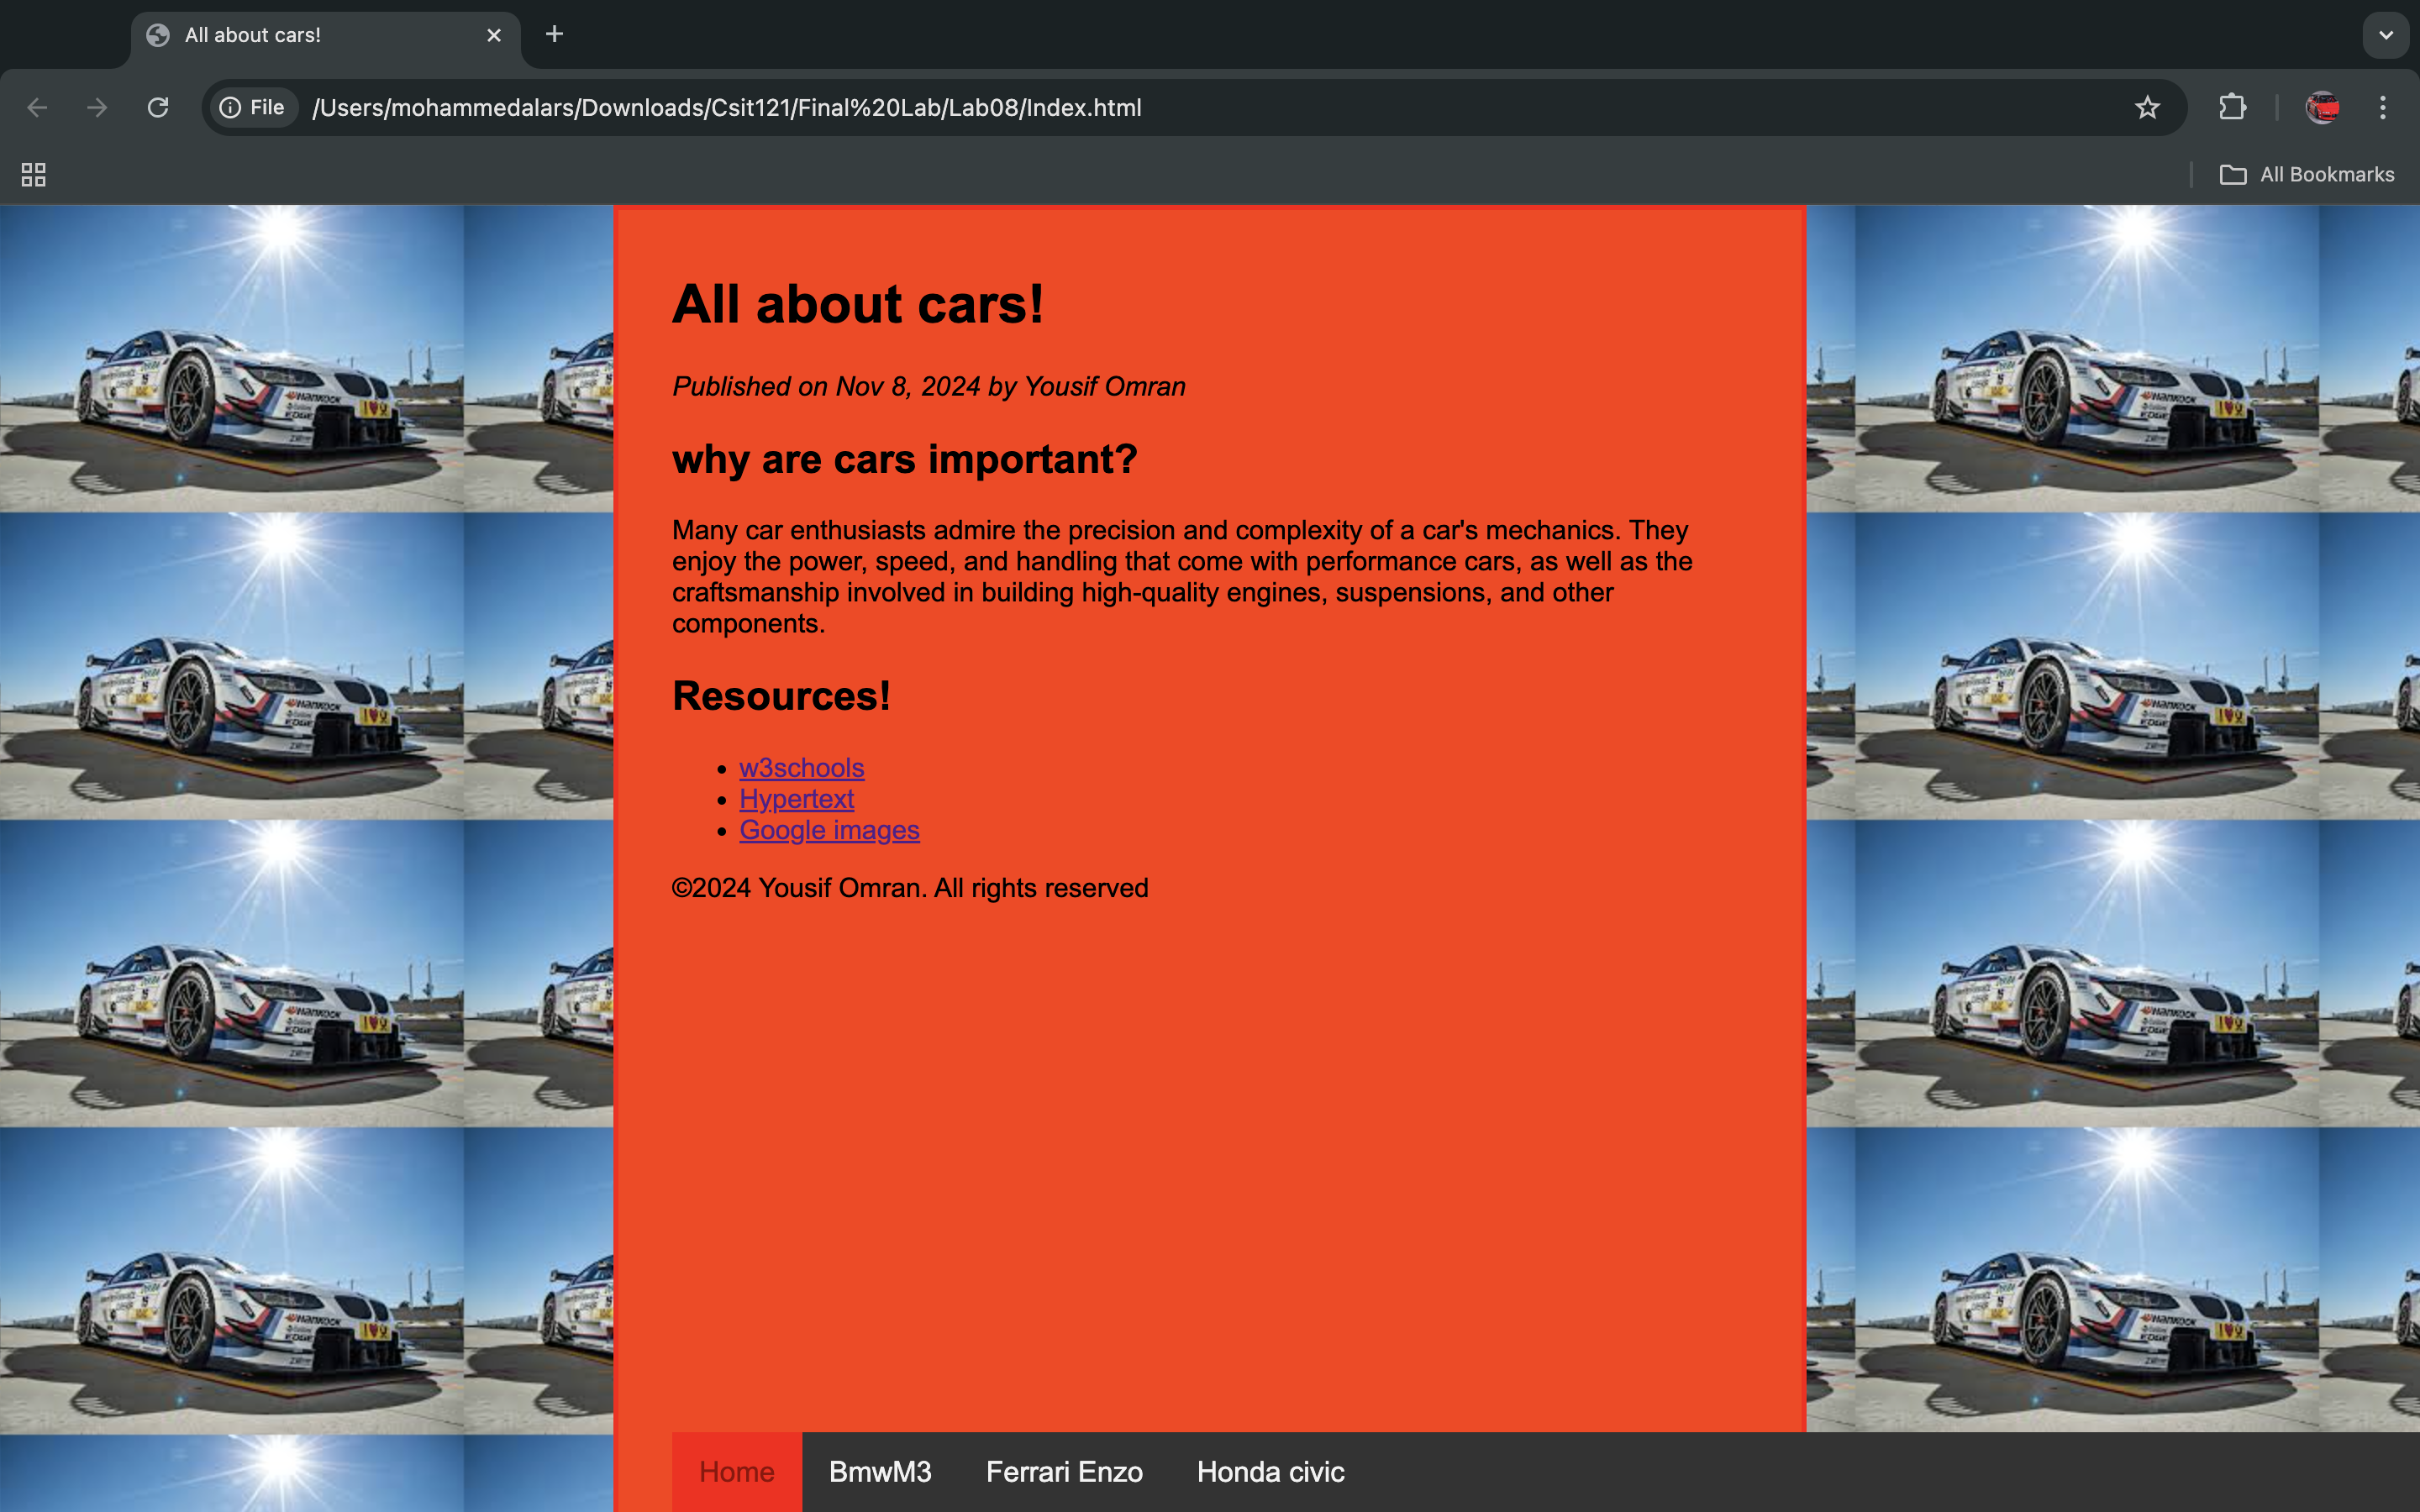 All about cars!
File
/Users/mohammedalars/Downloads/Csit121/Final%20Lab/Lab08/Index.html
All Bookmarks
All about cars!
Published on Nov 8, 2024 by Yousif Omran
why are cars important?
Many car enthusiasts admire the precision and complexity of a car's mechanics. They
enjoy the power, speed, and handling that come with performance cars, as well as the
craftsmanship involved in building high-quality engines, suspensions, and other
components.
Resources!
w3schools
Hypertext
Google images
©2024 Yousif Omran. All rights reserved
Home BmwM3 Ferrari Enzo Honda civic